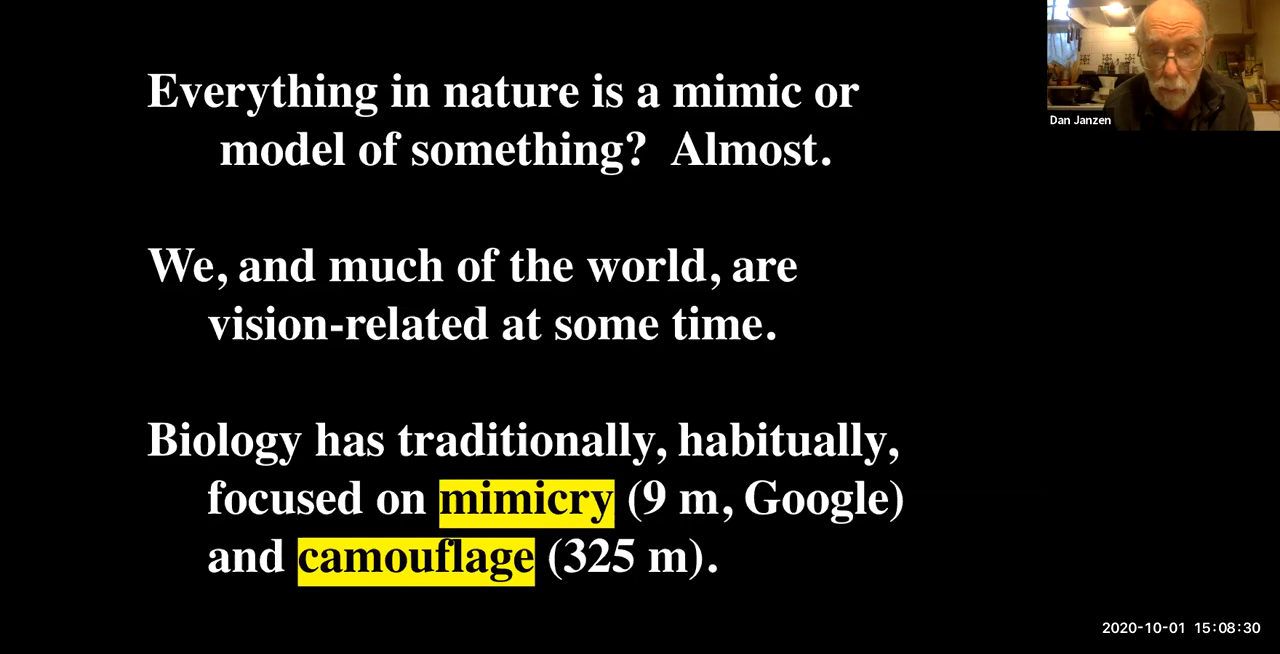 Everything in nature is a mimic or
model of something? Almost.
We, and much of the world, are
vision-related at some time.
Biology has traditionally, habitually,
focused on mimicry (9 m, Google)
and camouflage (325 m).
Dan Janzen
2020-10-01 15:08:30